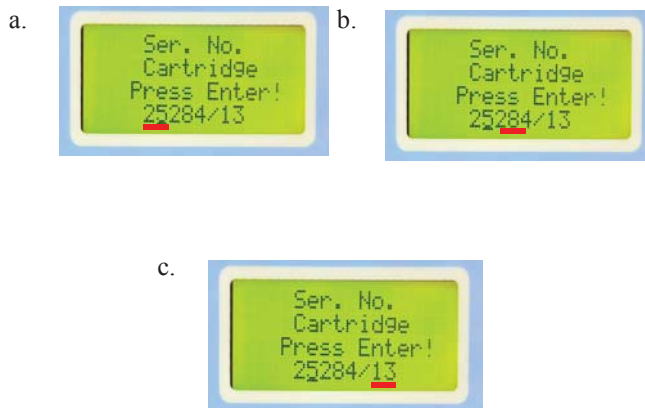 a.
Ser. No.
Cartridge
Press Enter!
25284/13
b.
Ser. No.
Cartridge
Press Enter!
25284/13
c.
Ser. No.
Cartridge
Press Enter!
25284/13